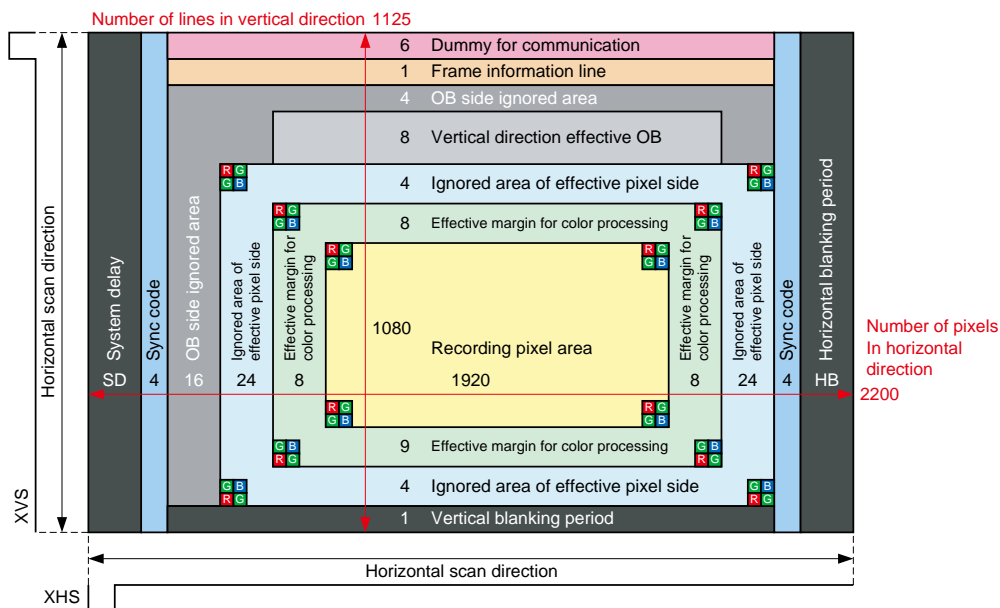 Number of lines in vertical direction 1125
6 Dummy for communication
1 Frame information line
4 OB side ignored area
8 Vertical direction effective OB
R G
G B
4 Ignored area of effective pixel side
R G
G B
R G
G B
8 Effective margin for color processing
R G
G B
R G
G B
R G
G B
Horizontal scan direction
System delay
SD
Sync code
4
OB side ignored area
16
Ignored area of
effective pixel side
24
Effective margin for
color processing
8
1080
Recording pixel area
1920
Effective margin for
color processing
8
Ignored area of
effective pixel side
24
Sync code
4
Horizontal blanking period
HB
Number of pixels
In horizontal
direction
2200
R G
G B
R G
G B
G B
R G
9 Effective margin for color processing
G B
R G
G B
R G
4 Ignored area of effective pixel side
G B
R G
1 Vertical blanking period
XVS
Horizontal scan direction
XHS